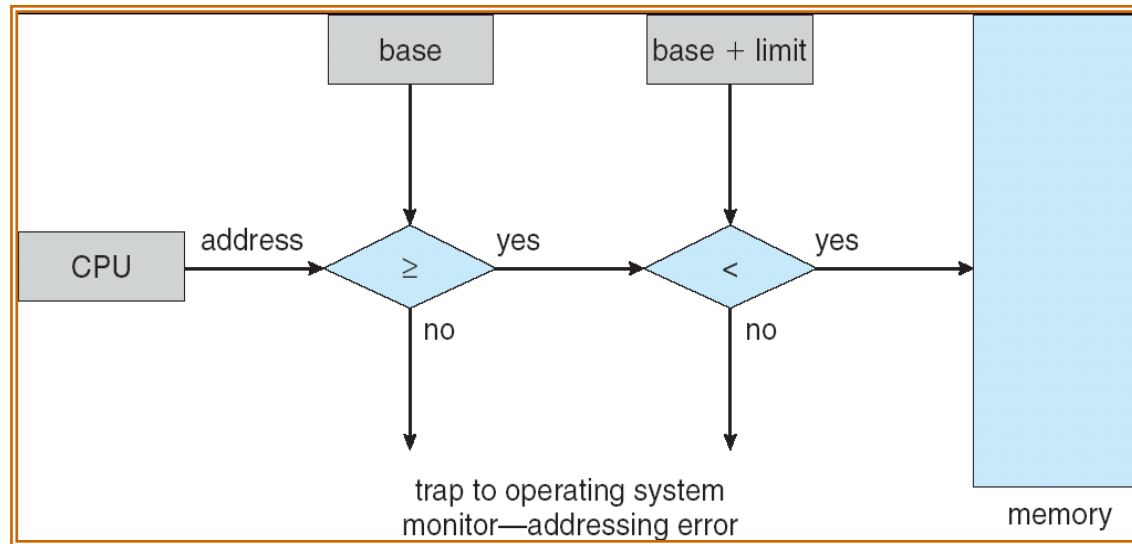 base
base + limit
CPU
address
≥
yes
<
yes
no
no
trap to operating system
monitor—addressing error
memory